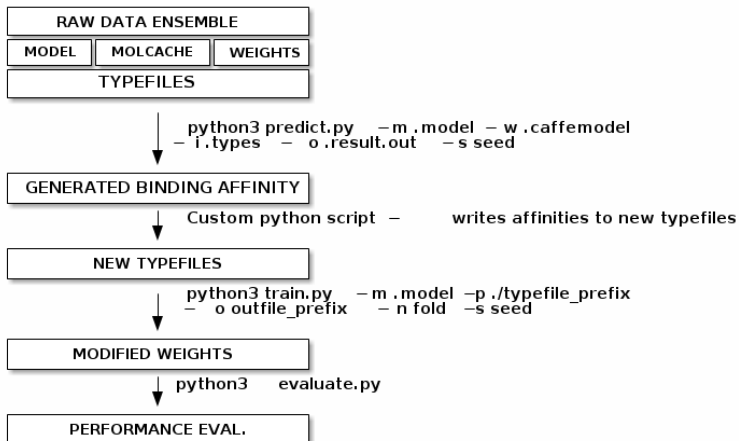 RAW DATA ENSEMBLE
MODEL MOLCACHE WEIGHTS
TYPEFILES
python3 predict.py −m .model − w .caffemodel
− i .types − o .result.out −s seed
GENERATED BINDING AFFINITY
Custom python script − writes affinities to new typefiles
NEW TYPEFILES
python3 train.py −m .model −p ./typefile_prefix
− o outfile_prefix −n fold −s seed
MODIFIED WEIGHTS
python3 evaluate.py
PERFORMANCE EVAL.